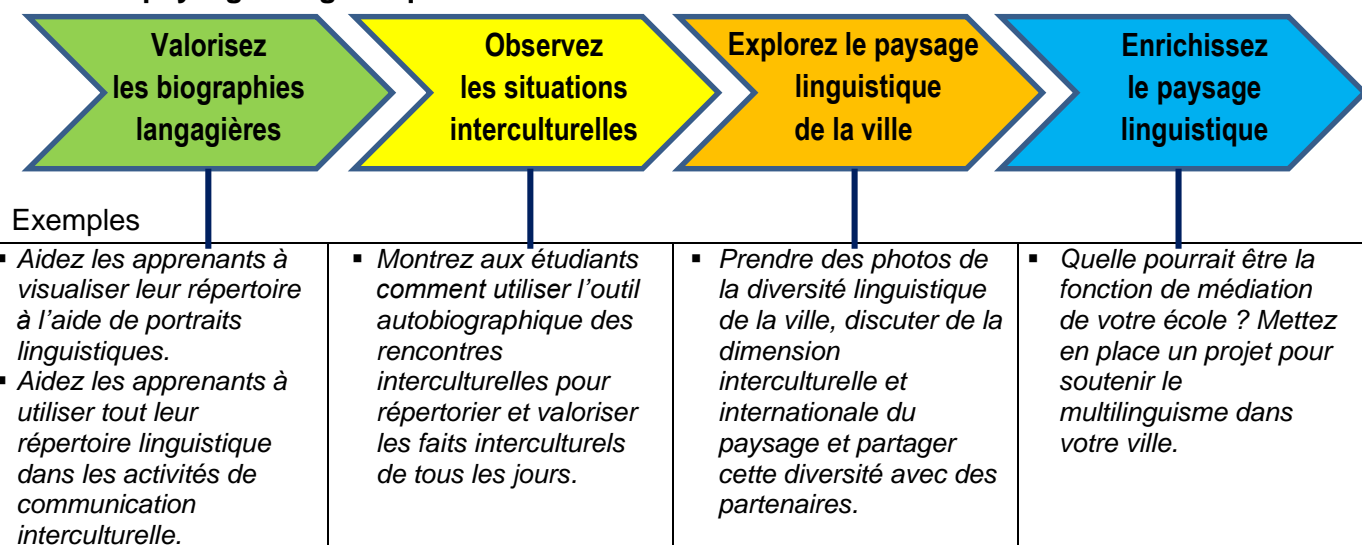 Valorisez
les biographies
langagières
Observez
les situations
interculturelles
Explorez le paysage
linguistique
de la ville
Enrichissez
le paysage
linguistique
Exemples
▪ Aidez les apprenants à
visualiser leur répertoire
à l’aide de portraits
linguistiques.
▪ Aidez les apprenants à
utiliser tout leur
répertoire linguistique
dans les activités de
communication
interculturelle.
▪ Montrez aux étudiants
comment utiliser l’outil
autobiographique des
rencontres
interculturelles pour
répertorier et valoriser
les faits interculturels
de tous les jours.
▪ Prendre des photos de
la diversité linguistique
de la ville, discuter de la
dimension
interculturelle et
internationale du
paysage et partager
cette diversité avec des
partenaires.
▪ Quelle pourrait être la
fonction de médiation
de votre école ? Mettez
en place un projet pour
soutenir le
multilinguisme dans
votre ville.